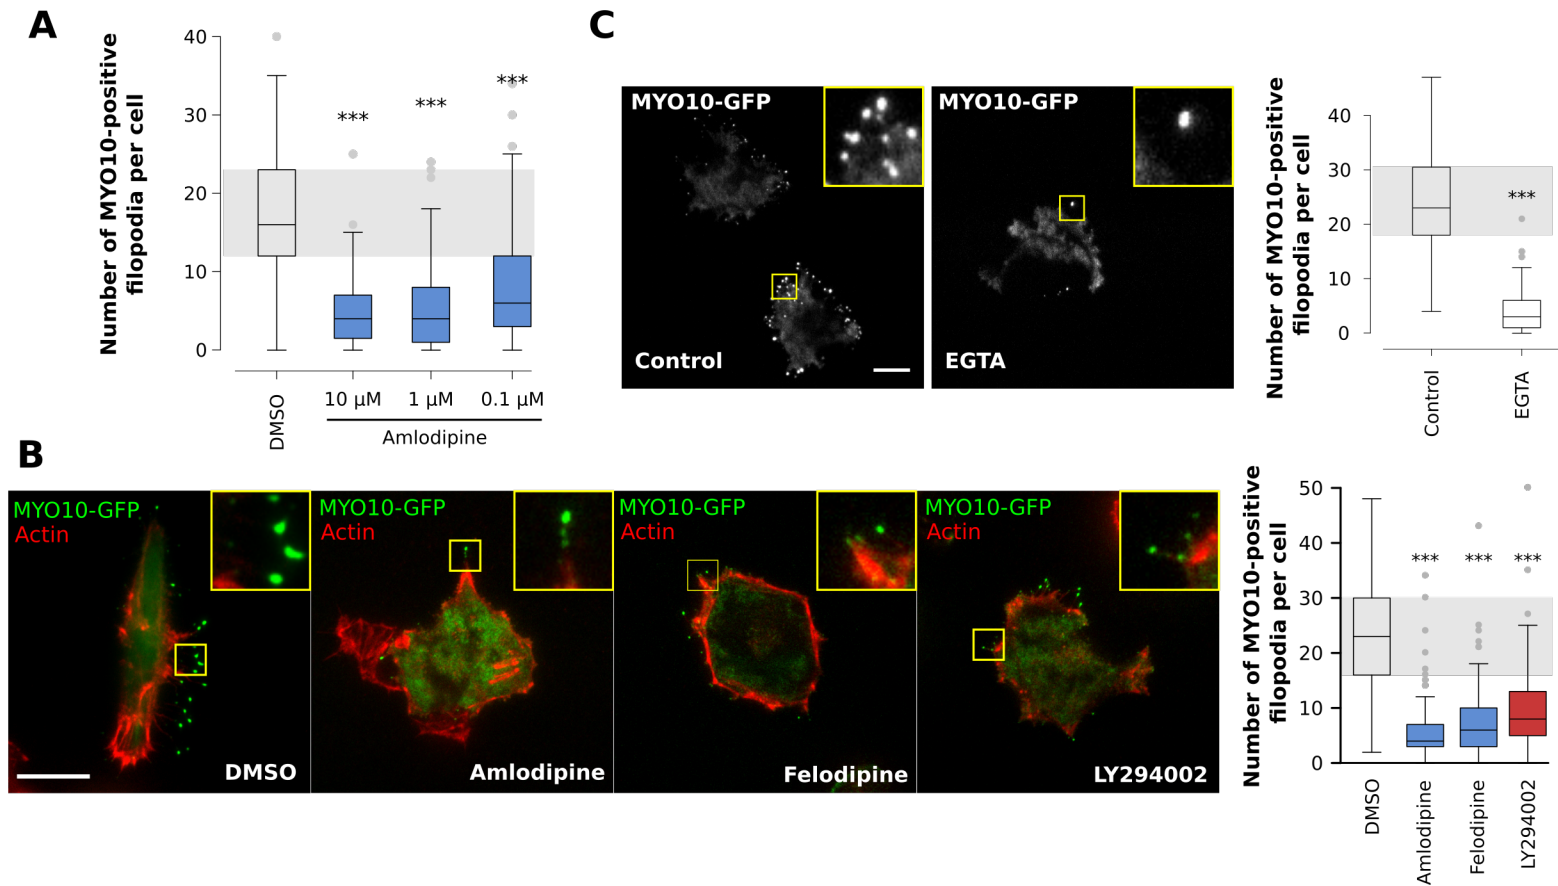 A
Number of MYO10-positive
filopodia per cell
40
30
20
10
0
***
***
***
DMSO
10 µM
1 µM
0.1 µM
Amlodipine
C
MYO10-GFP
Control
MYO10-GFP
EGTA
Number of MYO10-positive
filopodia per cell
40
30
20
10
0
***
Control
EGTA
B
MYO10-GFP
Actin
DMSO
MYO10-GFP
Actin
Amlodipine
MYO10-GFP
Actin
Felodipine
MYO10-GFP
Actin
LY294002
Number of MYO10-positive
filopodia per cell
50
40
30
20
10
0
***
***
***
DMSO
Amlodipine
Felodipine
LY294002